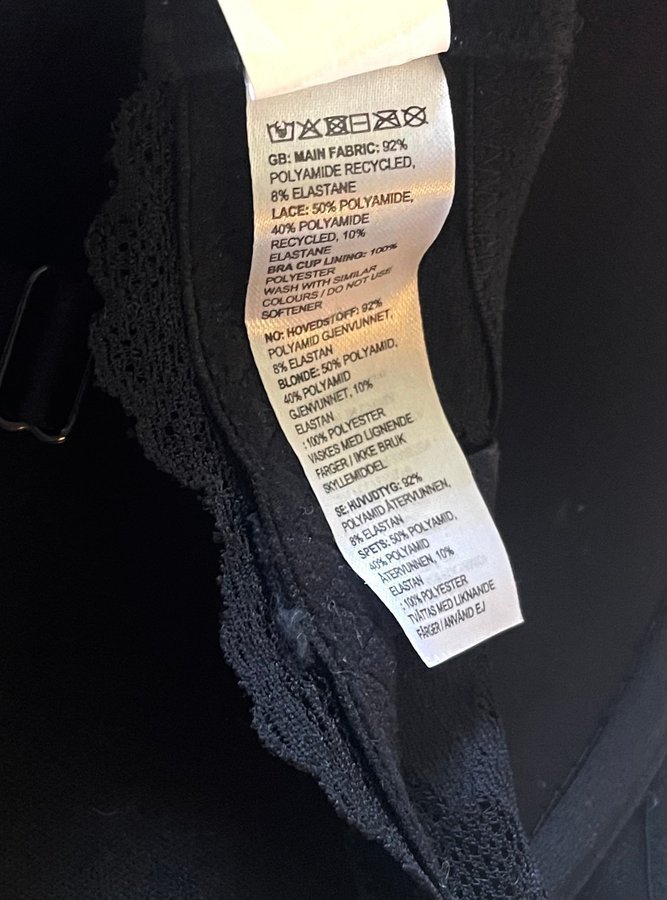 GB: MAIN FABRIC: 92%
POLYAMIDE RECYCLED,
8% ELASTANE
LACE: 50% POLYAMIDE,
40% POLYAMIDE
RECYCLED, 10%
ELASTANE
BRA CUP LINING: 100%
POLYESTER
WASH WITH SIMILAR
COLOURS / DO NOT USE
SOFTENER
NO: HOVEDSTOFF: 92%
POLYAMID GJENVUNNET,
8% ELASTAN
BLONDE: 50% POLYAMID,
40% POLYAMID
GJENVUNNET, 10%
ELASTAN
: 100% POLYESTER
VASKES MED LIGNENDE
FARGER / IKKE BRUK
SKYLLEMIDDEL
SE: HUVUDTYG: 92%
POLYAMID ÅTERVUNNEN,
8% ELASTAN
SPETS: 50% POLYAMID,
40% POLYAMID
ÅTERVUNNEN, 10%
ELASTAN
: 100% POLYESTER
TVÄTTAS MED LIKNANDE
FÄRGER / ANVÄND EJ